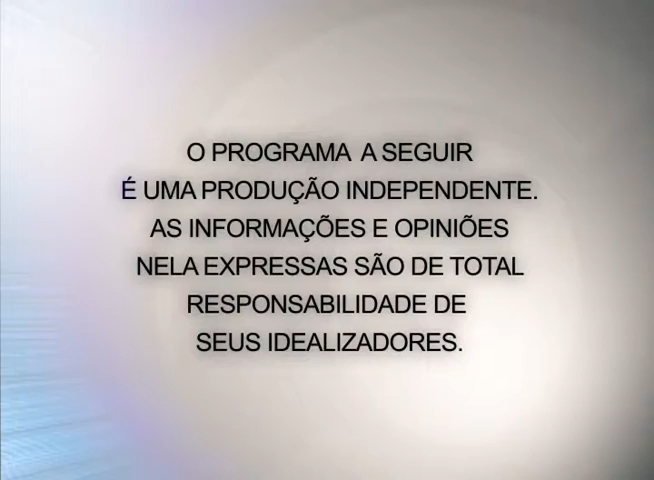 O PROGRAMA A SEGUIR
É UMA PRODUÇÃO INDEPENDENTE.
AS INFORMAÇÕES E OPINIÕES
NELA EXPRESSAS SÃO DE TOTAL
RESPONSABILIDADE DE
SEUS IDEALIZADORES.